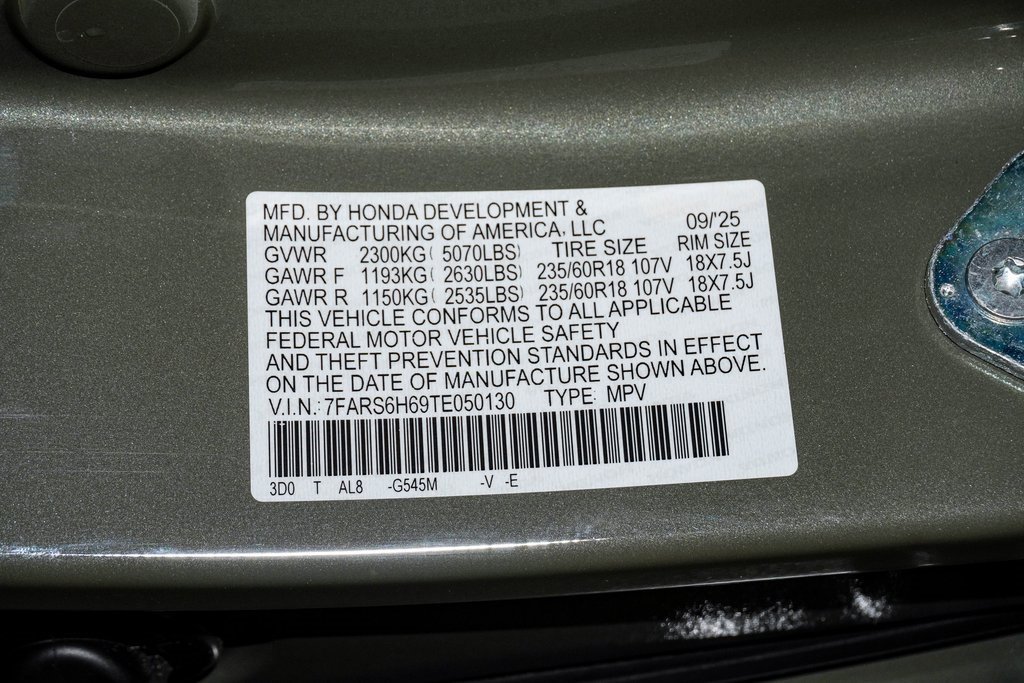 MFD. BY HONDA DEVELOPMENT &
MANUFACTURING OF AMERICA, LLC 09/'25
GVWR 2300KG( 5070LBS) TIRE SIZE RIM SIZE
GAWR F 1193KG( 2630LBS) 235/60R18 107V 18X7.5J
GAWR R 1150KG( 2535LBS) 235/60R18 107V 18X7.5J
THIS VEHICLE CONFORMS TO ALL APPLICABLE
FEDERAL MOTOR VEHICLE SAFETY
AND THEFT PREVENTION STANDARDS IN EFFECT
ON THE DATE OF MANUFACTURE SHOWN ABOVE.
V.I.N.: 7FARS6H69TE050130 TYPE: MPV
3D0 T AL8 -G545M -V -E